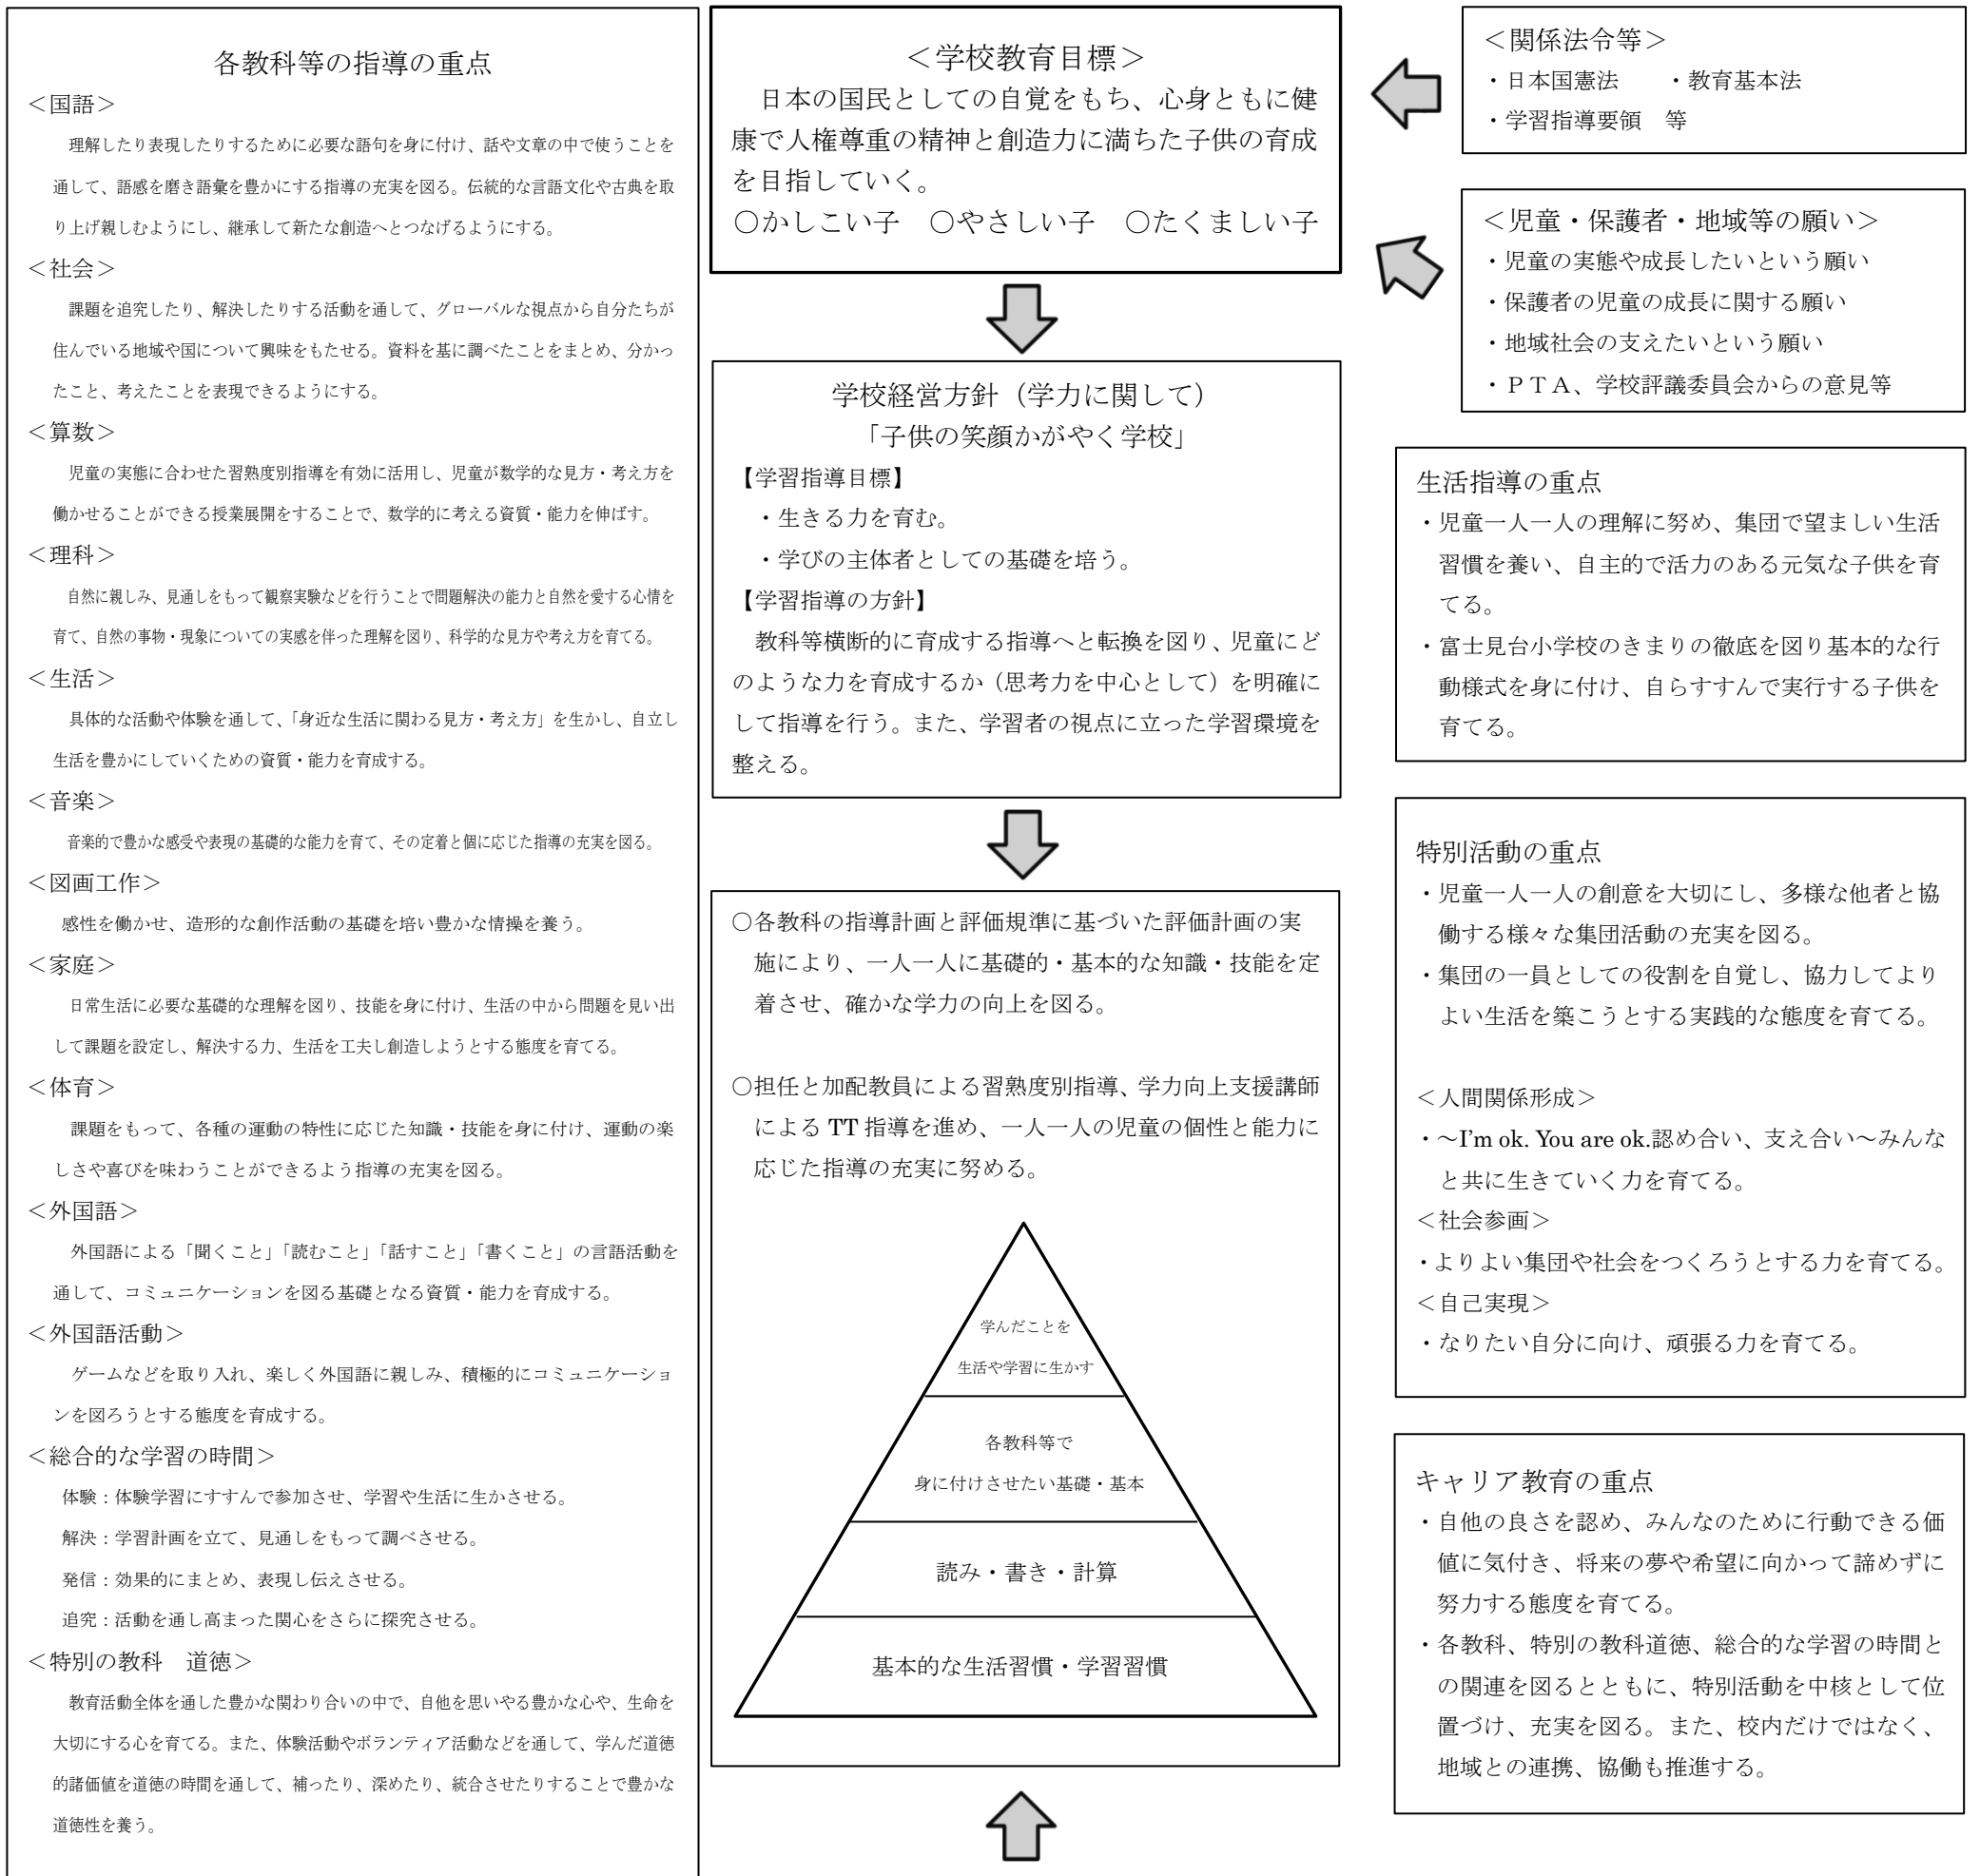 各教科等の指導の重点
＜国語＞
理解したり表現したりするために必要な語句を身に付け、話や文章の中で使うことを
通して、語感を磨き語彙を豊かにする指導の充実を図る。伝統的な言語文化や古典を取
り上げ親しむようにし、継承して新たな創造へとつなげるようにする。
＜社会＞
課題を追究したり、解決したりする活動を通して、グローバルな視点から自分たちが
住んでいる地域や国について興味をもたせる。資料を基に調べたことをまとめ、分かっ
たこと、考えたことを表現できるようにする。
＜算数＞
児童の実態に合わせた習熟度別指導を有効に活用し、児童が数学的な見方・考え方を
働かせることができる授業展開をすることで、数学的に考える資質・能力を伸ばす。
＜理科＞
自然に親しみ、見通しをもって観察実験などを行うことで問題解決の能力と自然を愛する心情を
育て、自然の事物・現象についての実感を伴った理解を図り、科学的な見方や考え方を育てる。
＜生活＞
具体的な活動や体験を通して、「身近な生活に関わる見方・考え方」を生かし、自立し
生活を豊かにしていくための資質・能力を育成する。
＜音楽＞
音楽的で豊かな感受や表現の基礎的な能力を育て、その定着と個に応じた指導の充実を図る。
＜図画工作＞
感性を働かせ、造形的な創作活動の基礎を培い豊かな情操を養う。
＜家庭＞
日常生活に必要な基礎的な理解を図り、技能を身に付け、生活の中から問題を見い出
して課題を設定し、解決する力、生活を工夫し創造しようとする態度を育てる。
＜体育＞
課題をもって、各種の運動の特性に応じた知識・技能を身に付け、運動の楽
しさや喜びを味わうことができるよう指導の充実を図る。
＜外国語＞
外国語による「聞くこと」「読むこと」「話すこと」「書くこと」の言語活動を
通して、コミュニケーションを図る基礎となる資質・能力を育成する。
＜外国語活動＞
ゲームなどを取り入れ、楽しく外国語に親しみ、積極的にコミュニケーショ
ンを図ろうとする態度を育成する。
＜総合的な学習の時間＞
体験：体験学習にすすんで参加させ、学習や生活に生かさせる。
解決：学習計画を立て、見通しをもって調べさせる。
発信：効果的にまとめ、表現し伝えさせる。
追究：活動を通し高まった関心をさらに探究させる。
＜特別の教科　道徳＞
教育活動全体を通した豊かな関わり合いの中で、自他を思いやる豊かな心や、生命を
大切にする心を育てる。また、体験活動やボランティア活動などを通して、学んだ道徳
的諸価値を道徳の時間を通して、補ったり、深めたり、統合させたりすることで豊かな
道徳性を養う。
＜学校教育目標＞
日本の国民としての自覚をもち、心身ともに健
康で人権尊重の精神と創造力に満ちた子供の育成
を目指していく。
○かしこい子　○やさしい子　○たくましい子
学校経営方針（学力に関して）
「子供の笑顔かがやく学校」
【学習指導目標】
・生きる力を育む。
・学びの主体者としての基礎を培う。
【学習指導の方針】
教科等横断的に育成する指導へと転換を図り、児童にど
のような力を育成するか（思考力を中心として）を明確に
して指導を行う。また、学習者の視点に立った学習環境を
整える。
○各教科の指導計画と評価規準に基づいた評価計画の実
施により、一人一人に基礎的・基本的な知識・技能を定
着させ、確かな学力の向上を図る。
○担任と加配教員による習熟度別指導、学力向上支援講師
による TT 指導を進め、一人一人の児童の個性と能力に
応じた指導の充実に努める。
学んだことを
生活や学習に生かす
各教科等で
身に付けさせたい基礎・基本
読み・書き・計算
基本的な生活習慣・学習習慣
＜関係法令等＞
・日本国憲法　　・教育基本法
・学習指導要領　等
＜児童・保護者・地域等の願い＞
・児童の実態や成長したいという願い
・保護者の児童の成長に関する願い
・地域社会の支えたいという願い
・ＰＴＡ、学校評議委員会からの意見等
生活指導の重点
・児童一人一人の理解に努め、集団で望ましい生活
習慣を養い、自主的で活力のある元気な子供を育
てる。
・富士見台小学校のきまりの徹底を図り基本的な行
動様式を身に付け、自らすすんで実行する子供を
育てる。
特別活動の重点
・児童一人一人の創意を大切にし、多様な他者と協
働する様々な集団活動の充実を図る。
・集団の一員としての役割を自覚し、協力してより
よい生活を築こうとする実践的な態度を育てる。
＜人間関係形成＞
・～I'm ok. You are ok.認め合い、支え合い～みんな
と共に生きていく力を育てる。
＜社会参画＞
・よりよい集団や社会をつくろうとする力を育てる。
＜自己実現＞
・なりたい自分に向け、頑張る力を育てる。
キャリア教育の重点
・自他の良さを認め、みんなのために行動できる価
値に気付き、将来の夢や希望に向かって諦めずに
努力する態度を育てる。
・各教科、特別の教科道徳、総合的な学習の時間と
の関連を図るとともに、特別活動を中核として位
置づけ、充実を図る。また、校内だけではなく、
地域との連携、協働も推進する。